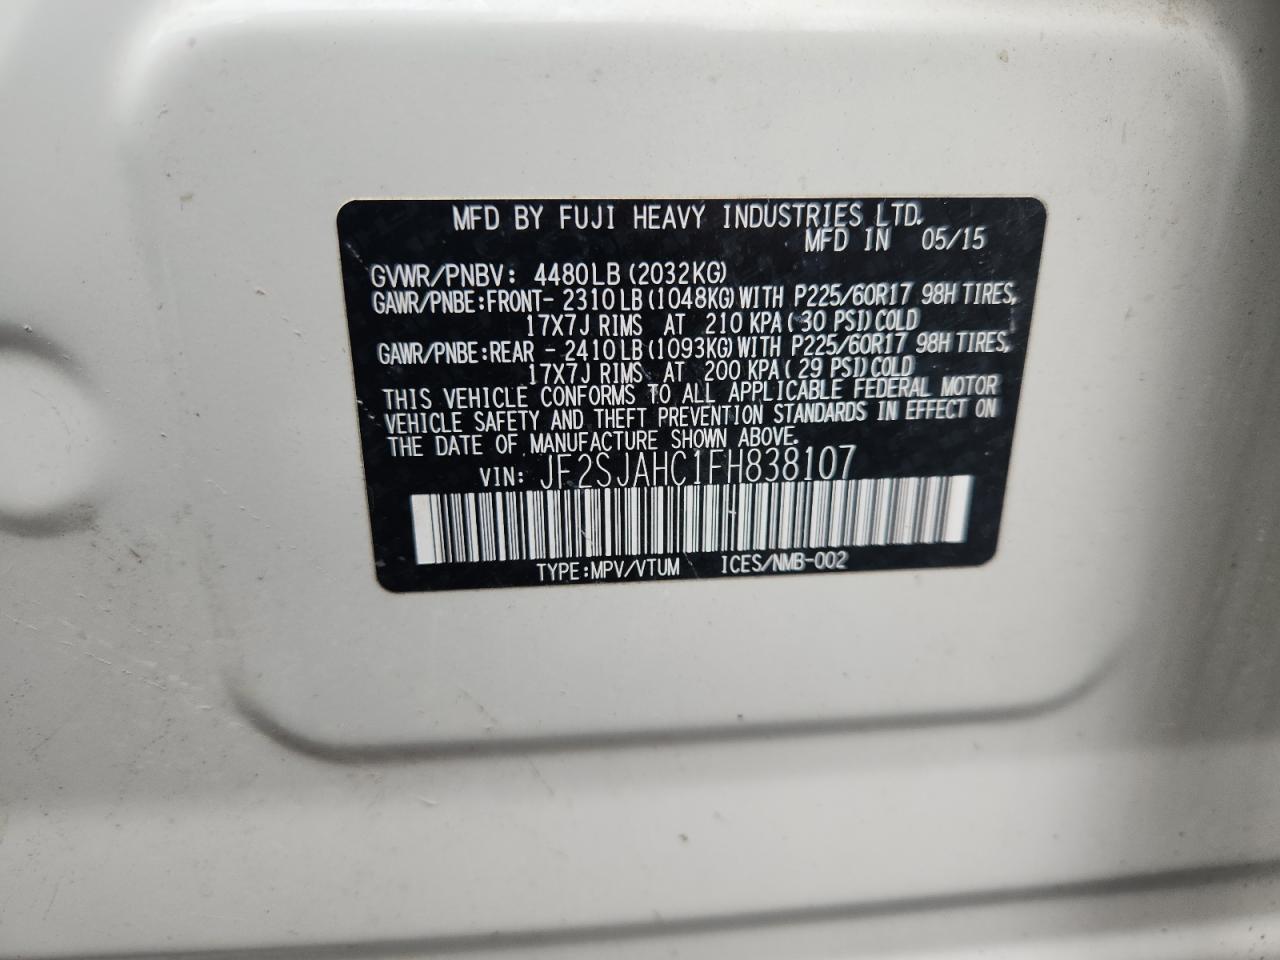 MFD BY FUJI HEAVY INDUSTRIES LTD.
MFD IN 05/15
GVWR/PNBV: 4480LB (2032KG)
GAWR/PNBE:FRONT- 2310LB (1048KG) WITH P225/60R17 98H TIRES,
17X7J RIMS AT 210 KPA ( 30 PSI) COLD
GAWR/PNBE:REAR - 2410LB (1093KG) WITH P225/60R17 98H TIRES,
17X7J RIMS AT 200 KPA ( 29 PSI) COLD
THIS VEHICLE CONFORMS TO ALL APPLICABLE FEDERAL MOTOR
VEHICLE SAFETY AND THEFT PREVENTION STANDARDS IN EFFECT ON
THE DATE OF MANUFACTURE SHOWN ABOVE.
VIN: JF2SJAHC1FH838107
TYPE:MPV/VTUM ICES/NMB-002